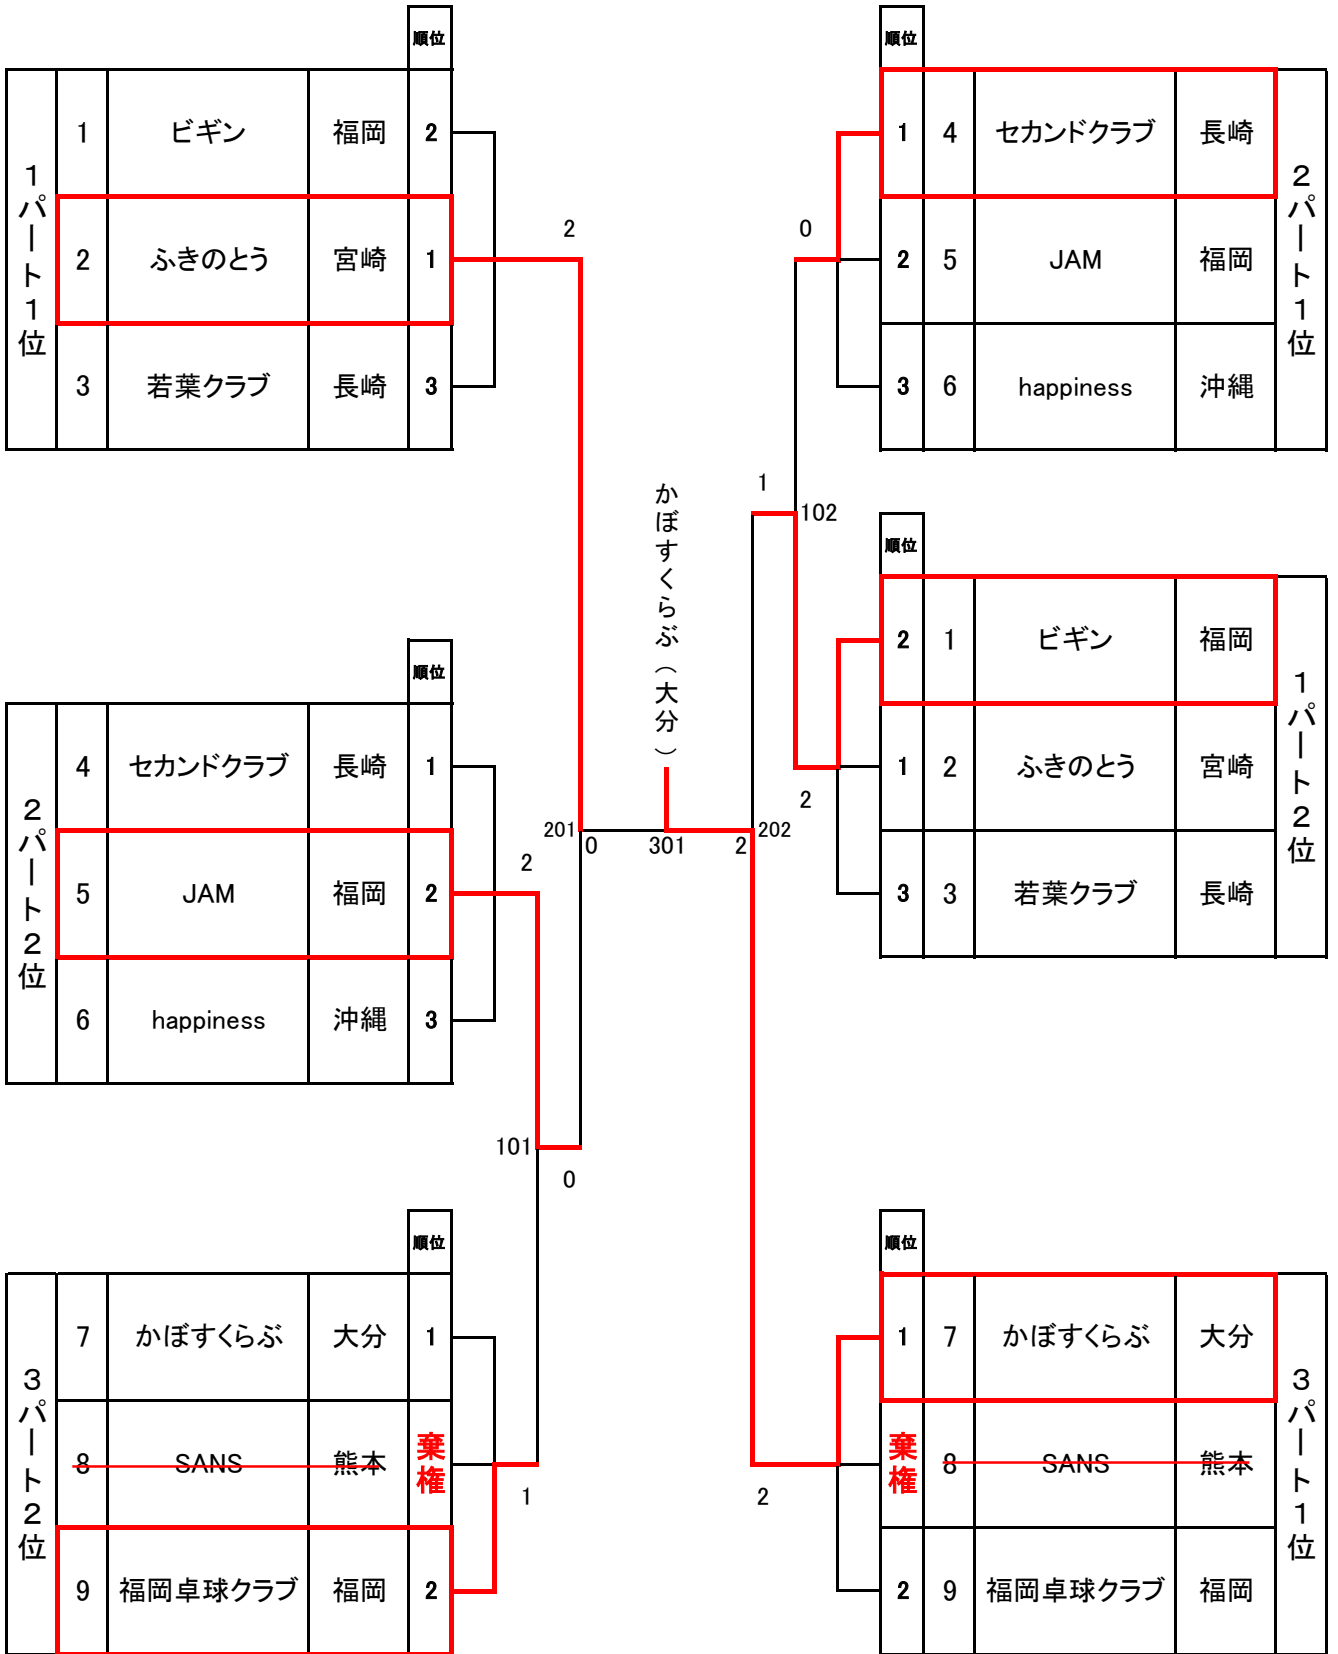 順位
1パート1位
1 ビギン 福岡 2
2 ふきのとう 宮崎 1
3 若葉クラブ 長崎 3
2
順位
2パート2位
4 セカンドクラブ 長崎 1
5 JAM 福岡 2
6 happiness 沖縄 3
2
101
0
順位
3パート2位
7 かぼすくらぶ 大分 1
8 SANS 熊本 棄権
9 福岡卓球クラブ 福岡 2
1
かぼすくらぶ(大分)
201
0
301
2
202
順位
2パート1位
1 4 セカンドクラブ 長崎
2 5 JAM 福岡
3 6 happiness 沖縄
0
1
102
順位
1パート2位
2 1 ビギン 福岡
1 2 ふきのとう 宮崎
3 3 若葉クラブ 長崎
2
順位
3パート1位
1 7 かぼすくらぶ 大分
棄権 8 SANS 熊本
2 9 福岡卓球クラブ 福岡
2